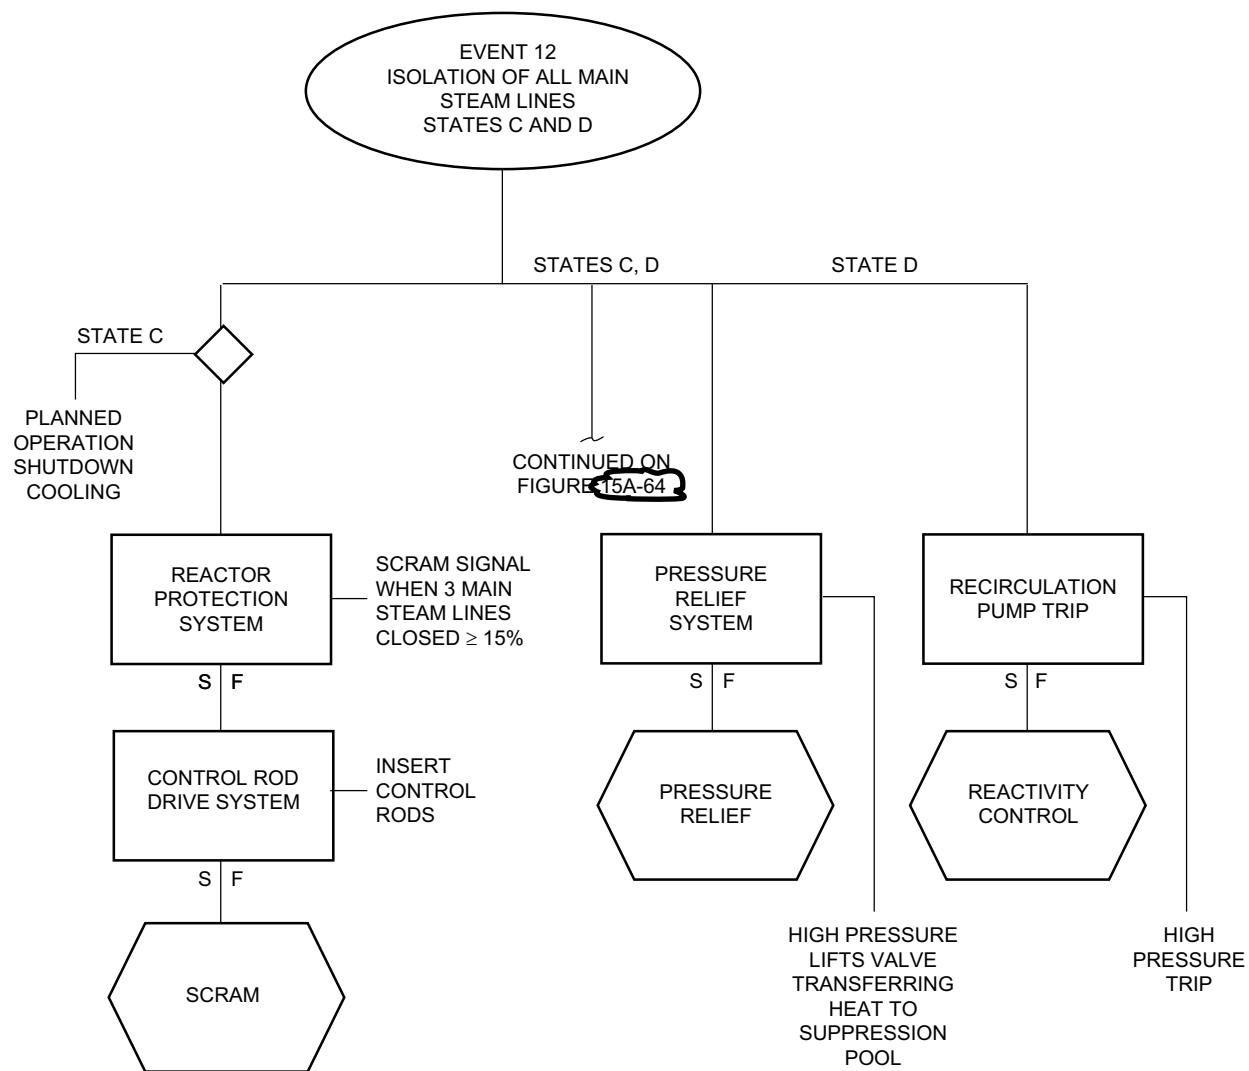 EVENT 12
ISOLATION OF ALL MAIN
STEAM LINES
STATES C AND D
STATES C, D
STATE D
STATE C
PLANNED
OPERATION
SHUTDOWN
COOLING
CONTINUED ON
FIGURE 15A-64
REACTOR
PROTECTION
SYSTEM
SCRAM SIGNAL
WHEN 3 MAIN
STEAM LINES
CLOSED ≥ 15%
PRESSURE
RELIEF
SYSTEM
RECIRCULATION
PUMP TRIP
S F
S F
S F
CONTROL ROD
DRIVE SYSTEM
INSERT
CONTROL
RODS
PRESSURE
RELIEF
REACTIVITY
CONTROL
S F
SCRAM
HIGH PRESSURE
LIFTS VALVE
TRANSFERRING
HEAT TO
SUPPRESSION
POOL
HIGH
PRESSURE
TRIP